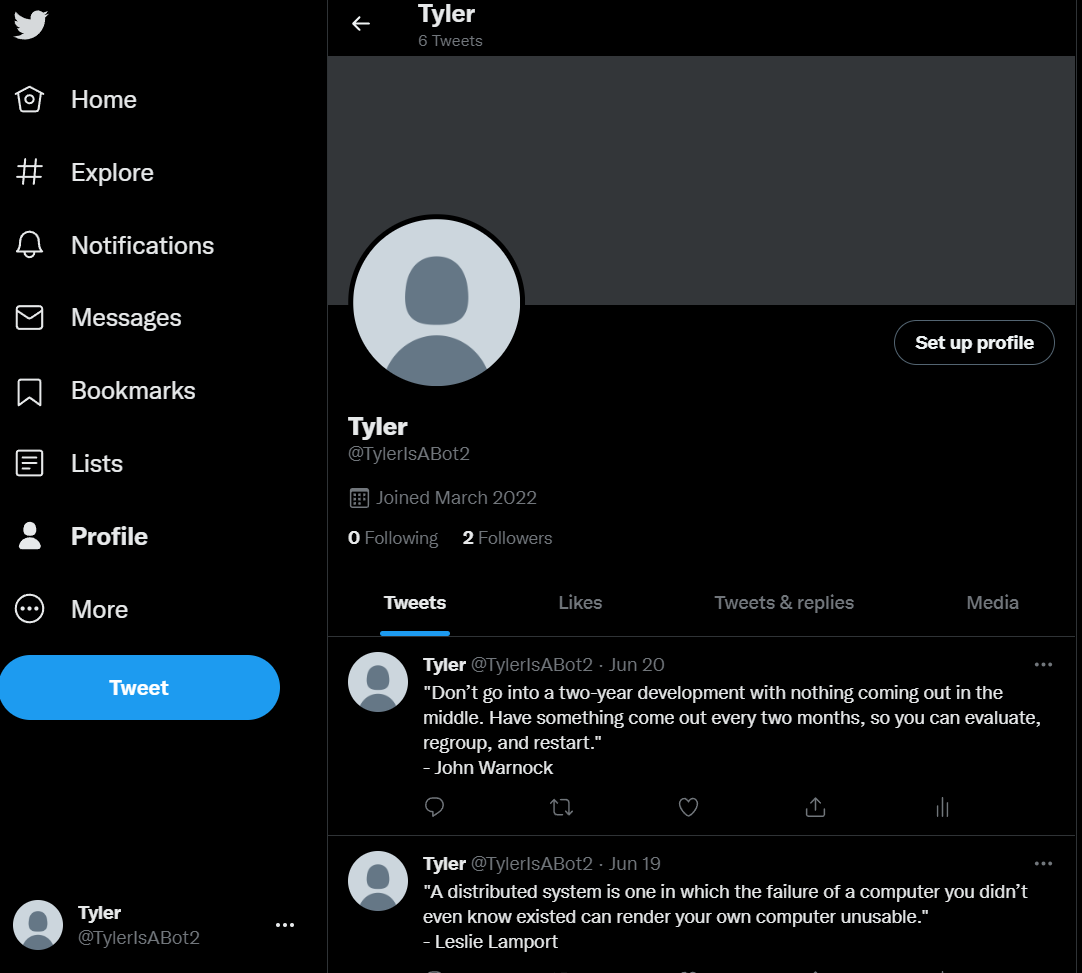 Home
Explore
Notifications
Messages
Bookmarks
Lists
Profile
More
Tweet
Tyler
@TylerIsABot2
Tyler
6 Tweets
Set up profile
Tyler
@TylerIsABot2
Joined March 2022
0 Following 2 Followers
Tweets Likes Tweets & replies Media
Tyler @TylerIsABot2 · Jun 20
"Don’t go into a two-year development with nothing coming out in the
middle. Have something come out every two months, so you can evaluate,
regroup, and restart."
- John Warnock
Tyler @TylerIsABot2 · Jun 19
"A distributed system is one in which the failure of a computer you didn’t
even know existed can render your own computer unusable."
- Leslie Lamport